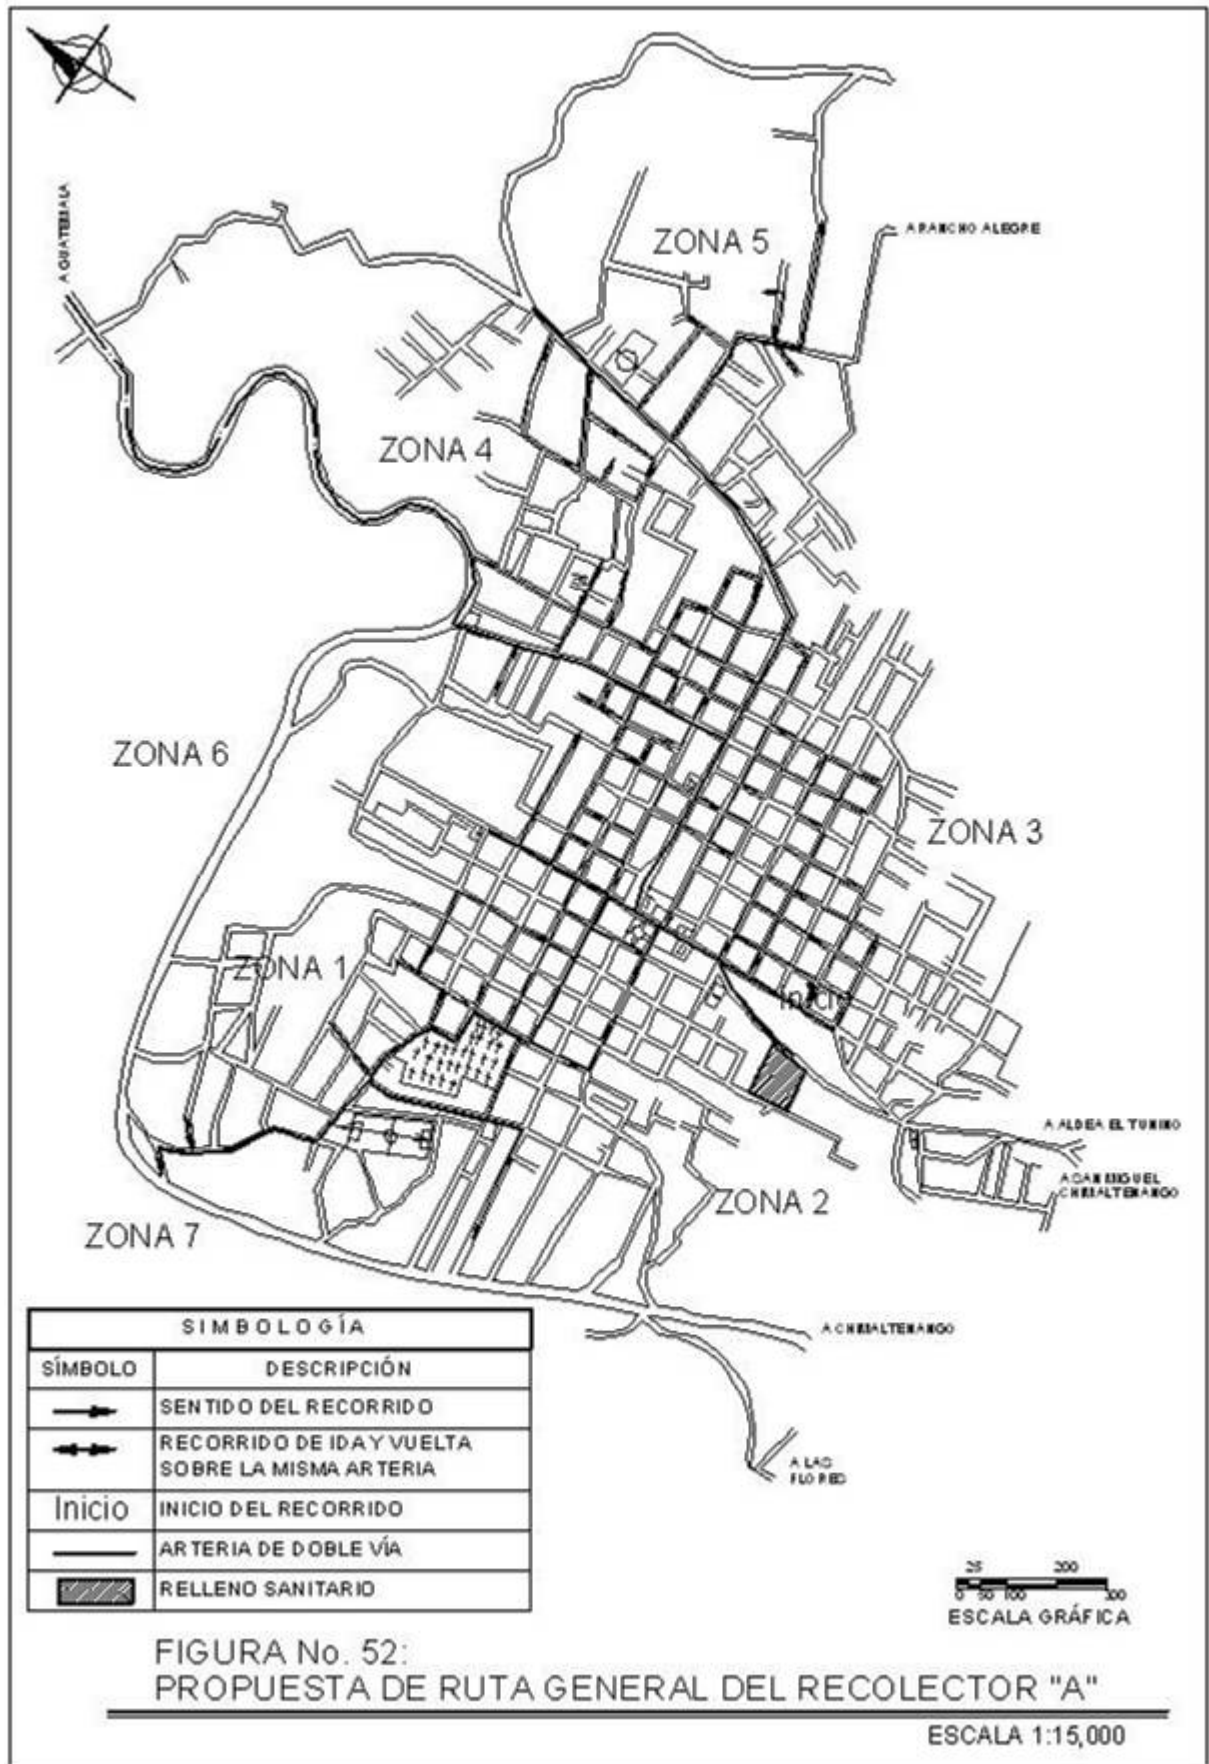 A GUATEMALA
ZONA 5
A RANCHO ALEGRE
ZONA 4
ZONA 6
ZONA 3
ZONA 1
Inicio
A ALDEA EL TUNINO
A SAN MIGUEL
CHIMALTENANGO
ZONA 2
ZONA 7
A CHIMALTENANGO
A LAS
FLORES
SIMBOLOGÍA
SÍMBOLO DESCRIPCIÓN
SENTIDO DEL RECORRIDO
RECORRIDO DE IDA Y VUELTA
SOBRE LA MISMA ARTERIA
Inicio INICIO DEL RECORRIDO
ARTERIA DE DOBLE VÍA
RELLENO SANITARIO
25 200
0 50 100 300
ESCALA GRÁFICA
FIGURA No. 52:
PROPUESTA DE RUTA GENERAL DEL RECOLECTOR "A"
ESCALA 1:15,000